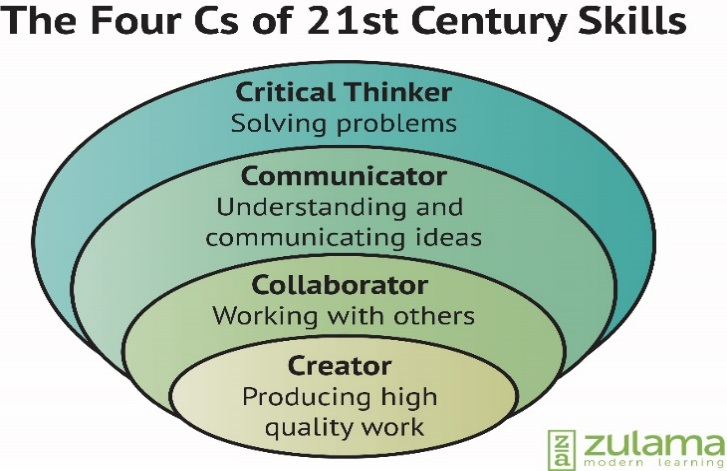 The Four Cs of 21st Century Skills
Critical Thinker
Solving problems
Communicator
Understanding and
communicating ideas
Collaborator
Working with others
Creator
Producing high
quality work
zulama
modern learning